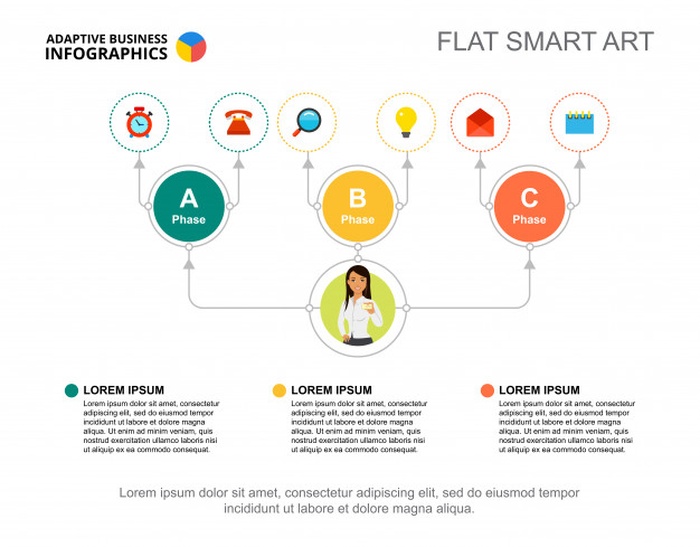 ADAPTIVE BUSINESS
INFOGRAPHICS
FLAT SMART ART
A
Phase
B
Phase
C
Phase
LOREM IPSUM
Lorem ipsum dolor sit amet, consectetur
adipiscing elit, sed do eiusmod tempor
incididunt ut labore et dolore magna
aliqua. Ut enim ad minim veniam, quis
nostrud exercitation ullamco laboris
nisi ut aliquip ex ea commodo consequat.
LOREM IPSUM
Lorem ipsum dolor sit amet, consectetur
adipiscing elit, sed do eiusmod tempor
incididunt ut labore et dolore magna
aliqua. Ut enim ad minim veniam, quis
nostrud exercitation ullamco laboris
nisi ut aliquip ex ea commodo consequat.
LOREM IPSUM
Lorem ipsum dolor sit amet, consectetur
adipiscing elit, sed do eiusmod tempor
incididunt ut labore et dolore magna
aliqua. Ut enim ad minim veniam, quis
nostrud exercitation ullamco laboris
nisi ut aliquip ex ea commodo consequat.
Lorem ipsum dolor sit amet, consectetur adipiscing elit, sed do eiusmod tempor
incididunt ut labore et dolore magna aliqua.